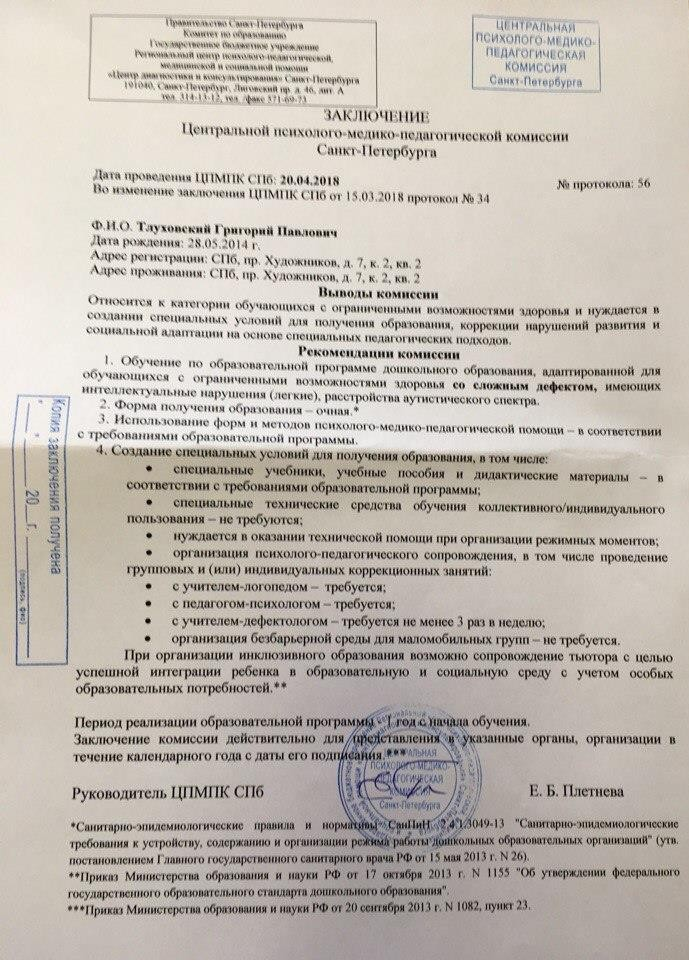 Правительство Санкт-Петербурга
Комитет по образованию
Государственное бюджетное учреждение
Региональный центр психолого-педагогической,
медицинской и социальной помощи
«Центр диагностики и консультирования» Санкт-Петербурга
191040, Санкт-Петербург, Лиговский пр. д. 46, лит. А
тел. 314-13-12, тел. /факс 571-69-73
ЦЕНТРАЛЬНАЯ
ПСИХОЛОГО-МЕДИКО-
ПЕДАГОГИЧЕСКАЯ
КОМИССИЯ
Санкт-Петербурга
ЗАКЛЮЧЕНИЕ
Центральной психолого-медико-педагогической комиссии
Санкт-Петербурга
Дата проведения ЦПМПК СПб: 20.04.2018 № протокола: 56
Во изменение заключения ЦПМПК СПб от 15.03.2018 протокол № 34
Ф.И.О. Глуховский Григорий Павлович
Дата рождения: 28.05.2014 г.
Адрес регистрации: СПб, пр. Художников, д. 7, к. 2, кв. 2
Адрес проживания: СПб, пр. Художников, д. 7, к. 2, кв. 2
Выводы комиссии
Относится к категории обучающихся с ограниченными возможностями здоровья и нуждается в
создании специальных условий для получения образования, коррекции нарушений развития и
социальной адаптации на основе специальных педагогических подходов.
Рекомендации комиссии
1. Обучение по образовательной программе дошкольного образования, адаптированной для
обучающихся с ограниченными возможностями здоровья со сложным дефектом, имеющих
интеллектуальные нарушения (легкие), расстройства аутистического спектра.
2. Форма получения образования – очная.*
3. Использование форм и методов психолого-медико-педагогической помощи – в соответствии
с требованиями образовательной программы.
4. Создание специальных условий для получения образования, в том числе:
• специальные учебники, учебные пособия и дидактические материалы – в
соответствии с требованиями образовательной программы;
• специальные технические средства обучения коллективного/индивидуального
пользования – не требуются;
• нуждается в оказании технической помощи при организации режимных моментов;
• организация психолого-педагогического сопровождения, в том числе проведение
групповых и (или) индивидуальных коррекционных занятий:
• с учителем-логопедом – требуется;
• с педагогом-психологом – требуется;
• с учителем-дефектологом – требуется не менее 3 раз в неделю;
• организация безбарьерной среды для маломобильных групп – не требуется.
При организации инклюзивного образования возможно сопровождение тьютора с целью
успешной интеграции ребенка в образовательную и социальную среду с учетом особых
образовательных потребностей.**
Копия заключения получена
" " 20 г.
(подпись, фио)
Период реализации образовательной программы - 1 год с начала обучения.
Заключение комиссии действительно для представления в указанные органы, организации в
течение календарного года с даты его подписания.***
ЦЕНТРАЛЬНАЯ
ПСИХОЛОГО-МЕДИКО-
ПЕДАГОГИЧЕСКАЯ
КОМИССИЯ
Санкт-Петербурга
Руководитель ЦПМПК СПб Е. Б. Плетнева
*Санитарно-эпидемиологические правила и нормативы СанПиН 2.4.1.3049-13 "Санитарно-эпидемиологические
требования к устройству, содержанию и организации режима работы дошкольных образовательных организаций" (утв.
постановлением Главного государственного санитарного врача РФ от 15 мая 2013 г. N 26).
**Приказ Министерства образования и науки РФ от 17 октября 2013 г. N 1155 "Об утверждении федерального
государственного образовательного стандарта дошкольного образования".
***Приказ Министерства образования и науки РФ от 20 сентября 2013 г. N 1082, пункт 23.